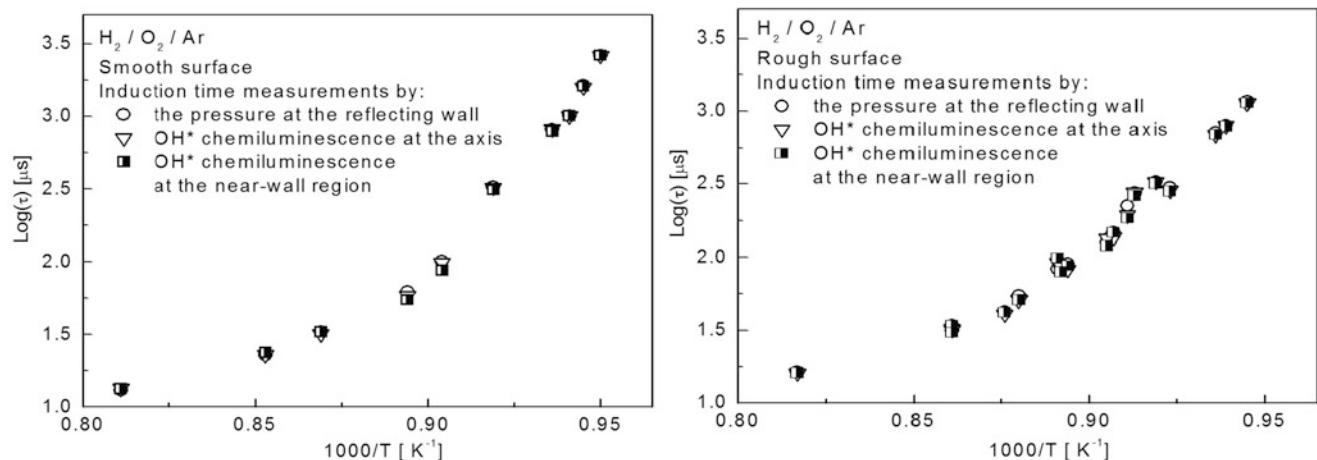 H₂ / O₂ / Ar
Smooth surface
Induction time measurements by:
the pressure at the reflecting wall
OH* chemiluminescence at the axis
OH* chemiluminescence
at the near-wall region
Log(τ) [μs]
3.5
3.0
2.5
2.0
1.5
1.0
0.80
0.85
0.90
0.95
1000/T [ K⁻¹]
H₂ / O₂ / Ar
Rough surface
Induction time measurements by:
the pressure at the reflecting wall
OH* chemiluminescence at the axis
OH* chemiluminescence
at the near-wall region
Log(τ) [μs]
3.5
3.0
2.5
2.0
1.5
1.0
0.80
0.85
0.90
0.95
1000/T [ K⁻¹]